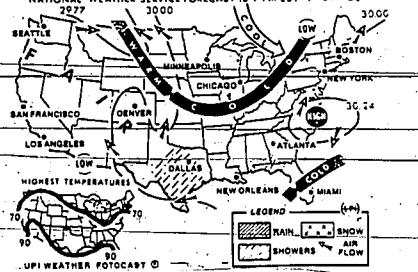 NATIONAL WEATHER SERVICE FORECAST
29.77
30.00
30.00
SEATTLE
F
WARM
COOL
LOW
BOSTON
MINNEAPOLIS
NEW YORK
CHICAGO
COLD
30.24
SAN FRANCISCO
DENVER
HIGH
LOS ANGELES
ATLANTA
LOW
DALLAS
COLD
HIGHEST TEMPERATURES
NEW ORLEANS
MIAMI
70
70
90
90
LEGEND
RAIN
SNOW
SHOWERS
AIR FLOW
UPI WEATHER FOTOCAST ©